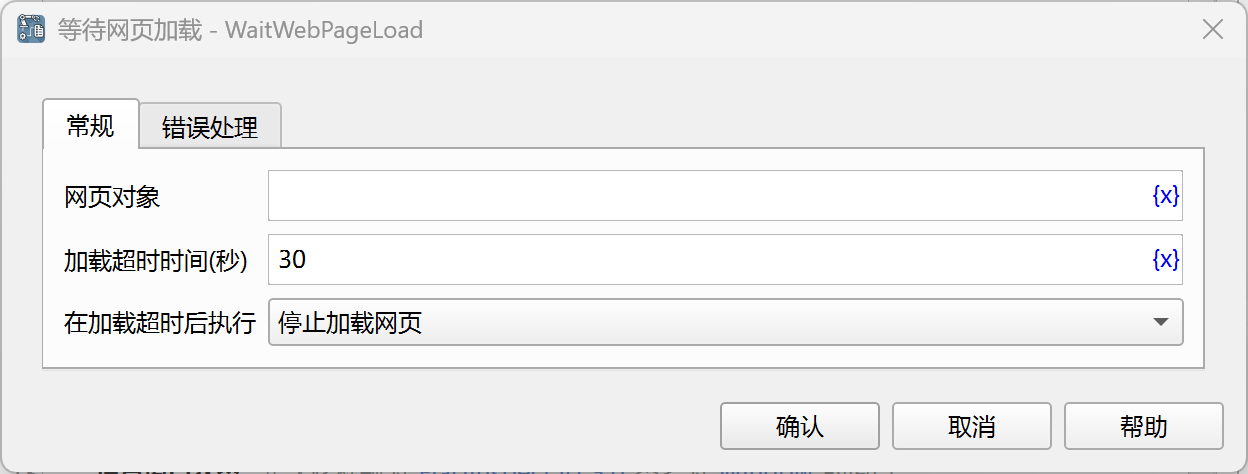 等待网页加载 - WaitWebPageLoad
常规
错误处理
网页对象
{x}
加载超时时间(秒)
30
{x}
在加载超时后执行
停止加载网页
确认
取消
帮助